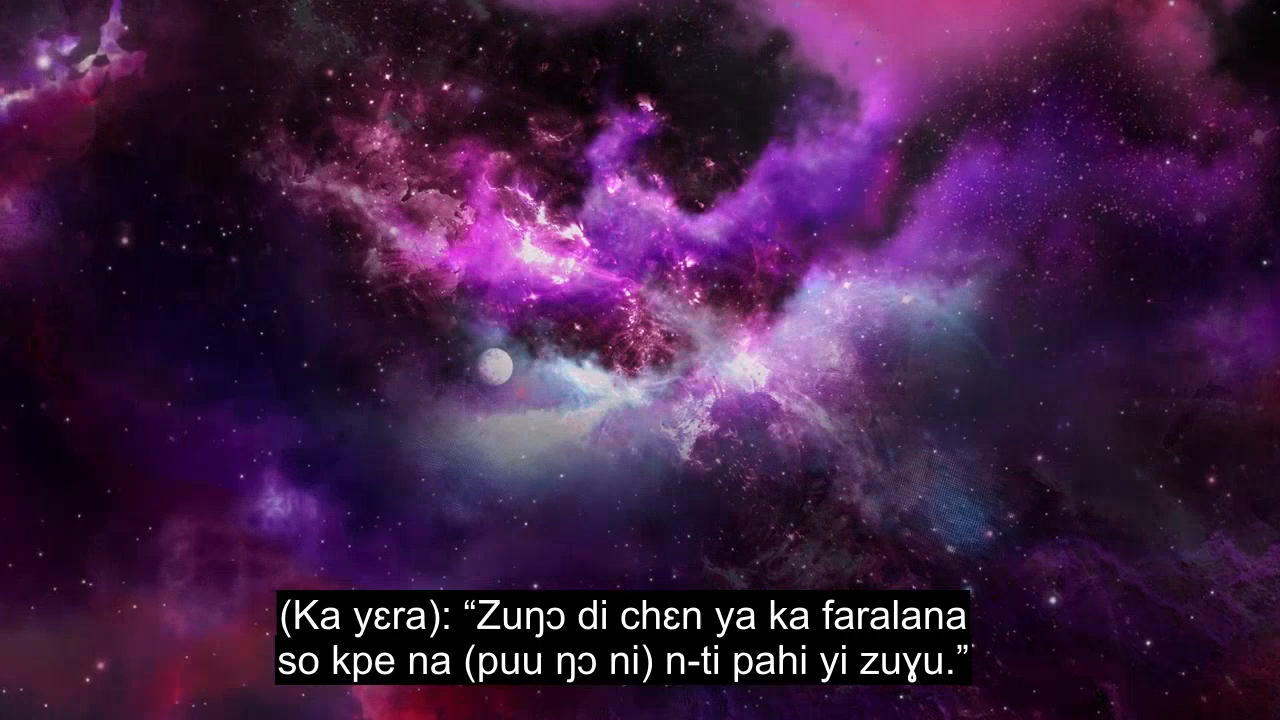 (Ka yɛra): “Zuŋɔ di chɛn ya ka faralana
so kpe na (puu ŋɔ ni) n-ti pahi yi zuɣu.”